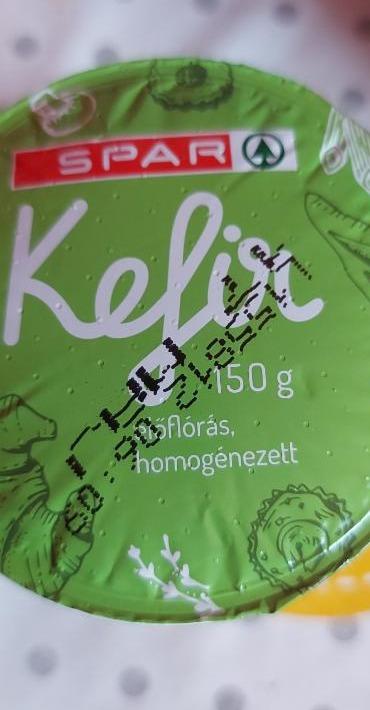 SPAR
Kefir
150 g
élőflórás,
homogénezett